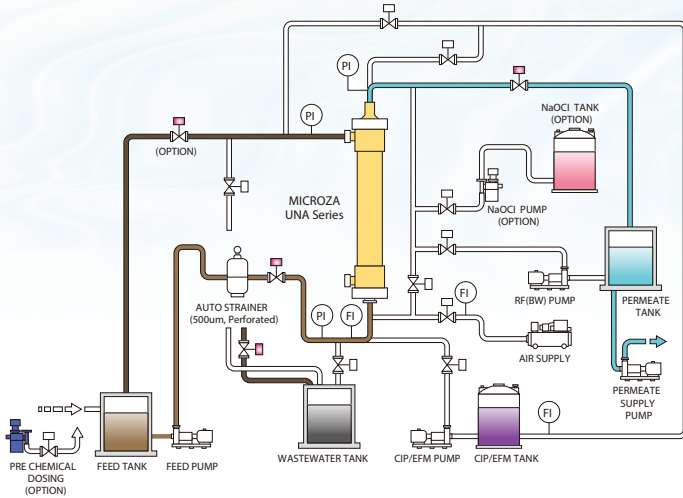 PI
NaOCl TANK
(OPTION)
PI
(OPTION)
MICROZA
UNA Series
NaOCl PUMP
(OPTION)
AUTO STRAINER
(500um, Perforated)
FI
RF(BW) PUMP
PERMEATE
TANK
PI
FI
AIR SUPPLY
PERMEATE
SUPPLY
PUMP
FI
PRE CHEMICAL
DOSING
(OPTION)
FEED TANK
FEED PUMP
WASTEWATER TANK
CIP/EFM PUMP
CIP/EFM TANK